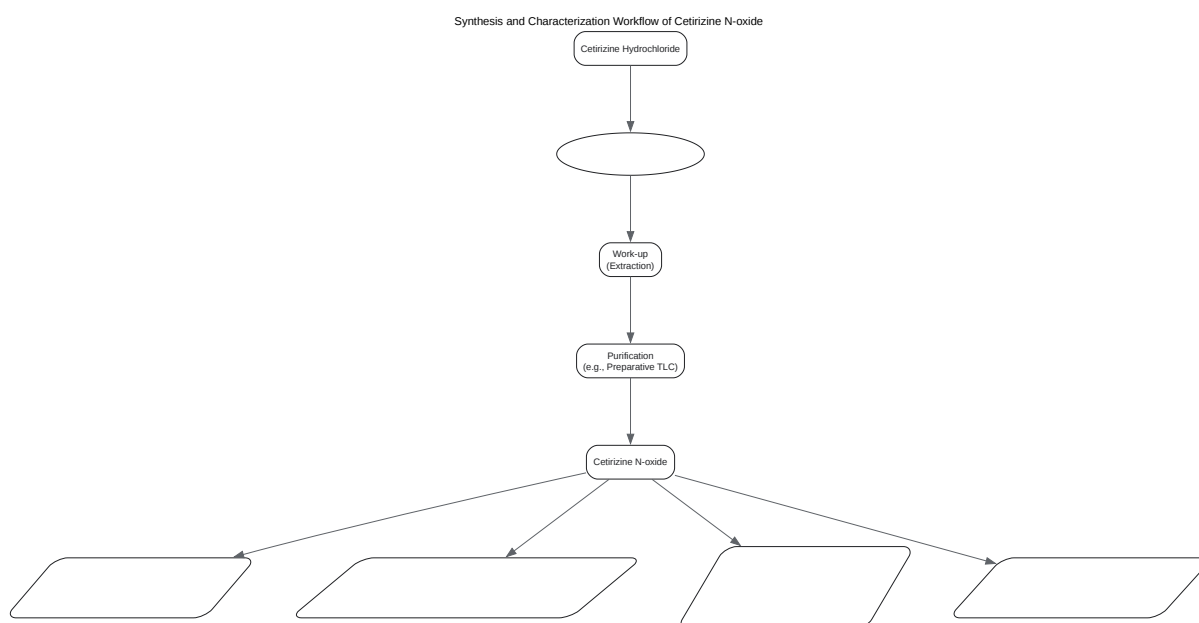 Synthesis and Characterization Workflow of Cetirizine N-oxide
Cetirizine Hydrochloride
Work-up
(Extraction)
Purification
(e.g., Preparative TLC)
Cetirizine N-oxide